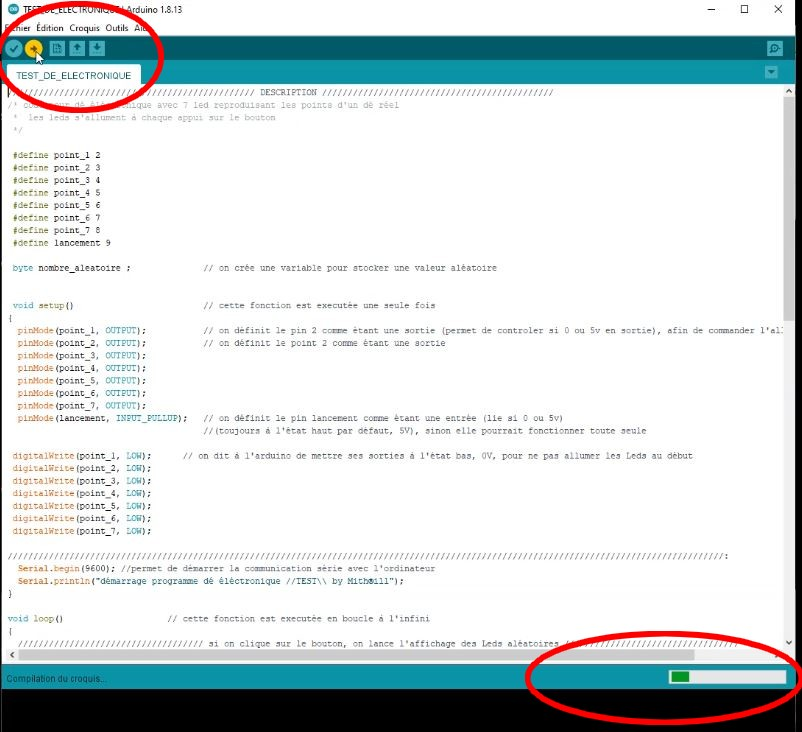 TEST_DE_ELECTRONIQUE | Arduino 1.8.13
Édition Croquis Outils
TEST_DE_ELECTRONIQUE
//////////////////////////////////////////////// DESCRIPTION /////////////////////////////////////////////
avec 7 led reproduisant les points d'un dé réel
* les leds s'allument à chaque appui sur le bouton
*/
#define point_1 2
#define point_2 3
#define point_3 4
#define point_4 5
#define point_5 6
#define point_6 7
#define point_7 8
#define lancement 9
byte nombre_aleatoire ; // on crée une variable pour stocker une valeur aléatoire
void setup() // cette fonction est executée une seule fois
{
pinMode(point_1, OUTPUT); // on définit le pin 2 comme étant une sortie (permet de controler si 0 ou 5v en sortie), afin de commander l'al
pinMode(point_2, OUTPUT); // on définit le point 2 comme étant une sortie
pinMode(point_3, OUTPUT);
pinMode(point_4, OUTPUT);
pinMode(point_5, OUTPUT);
pinMode(point_6, OUTPUT);
pinMode(point_7, OUTPUT);
pinMode(lancement, INPUT_PULLUP); // on définit le pin lancement comme étant une entrée (lie si 0 ou 5v)
//(toujours à l'état haut par défaut, 5V), sinon elle pourrait fonctionner toute seule
digitalWrite(point_1, LOW); // on dit à l'arduino de mettre ses sorties à l'état bas, 0V, pour ne pas allumer les Leds au début
digitalWrite(point_2, LOW);
digitalWrite(point_3, LOW);
digitalWrite(point_4, LOW);
digitalWrite(point_5, LOW);
digitalWrite(point_6, LOW);
digitalWrite(point_7, LOW);
////////////////////////////////////////////////////////////////////////////////////////////////////////////////////////////////////////////:
Serial.begin(9600); //permet de démarrer la communication série avec l'ordinateur
Serial.println("démarrage programme dé éléctronique //TEST\\ by Mith®ill");
}
void loop() // cette fonction est executée en boucle à l'infini
{
//////////////////////////////////// si on clique sur le bouton, on lance l'affichage des Leds aléatoires /////////////////////////////////
Compilation du croquis...